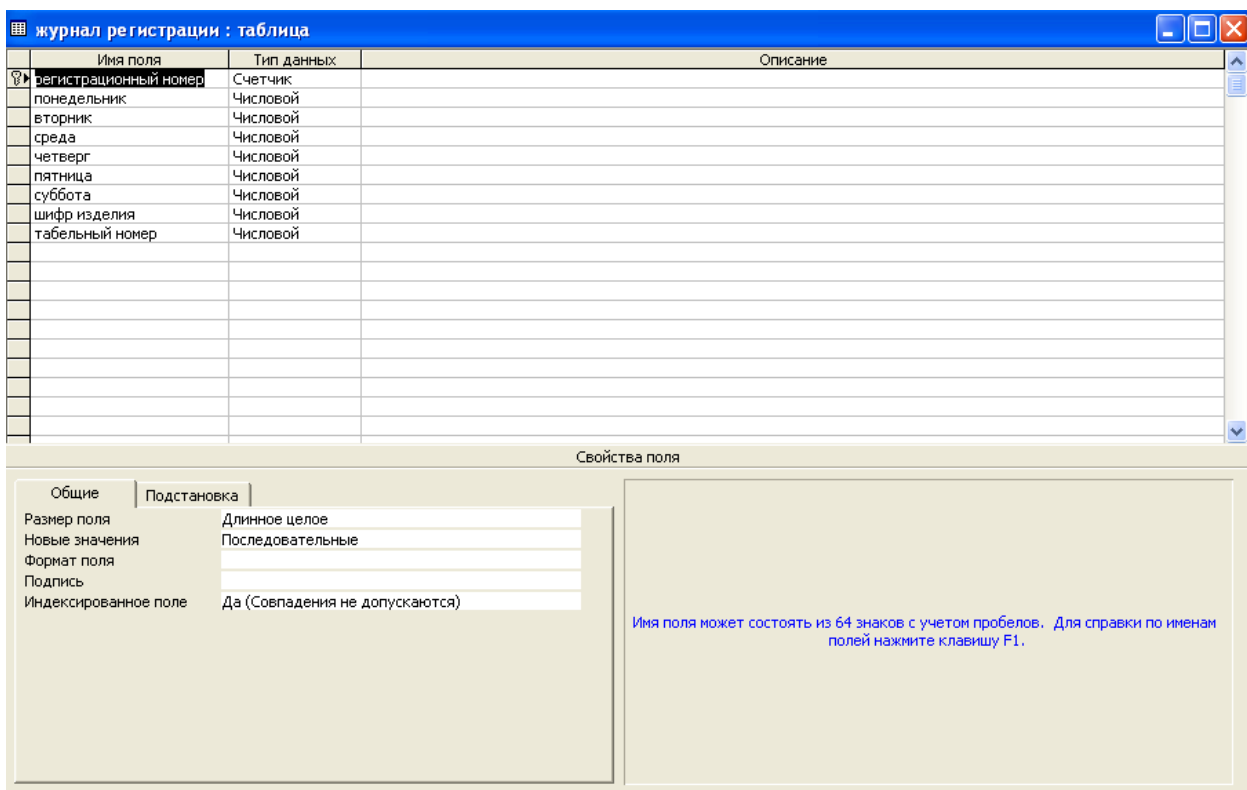 журнал регистрации : таблица
Имя поля Тип данных Описание
регистрационный номер Счетчик
понедельник Числовой
вторник Числовой
среда Числовой
четверг Числовой
пятница Числовой
суббота Числовой
шифр изделия Числовой
табельный номер Числовой
Свойства поля
Общие Подстановка
Размер поля Длинное целое
Новые значения Последовательные
Формат поля
Подпись
Индексированное поле Да (Совпадения не допускаются)
Имя поля может состоять из 64 знаков с учетом пробелов. Для справки по именам
полей нажмите клавишу F1.